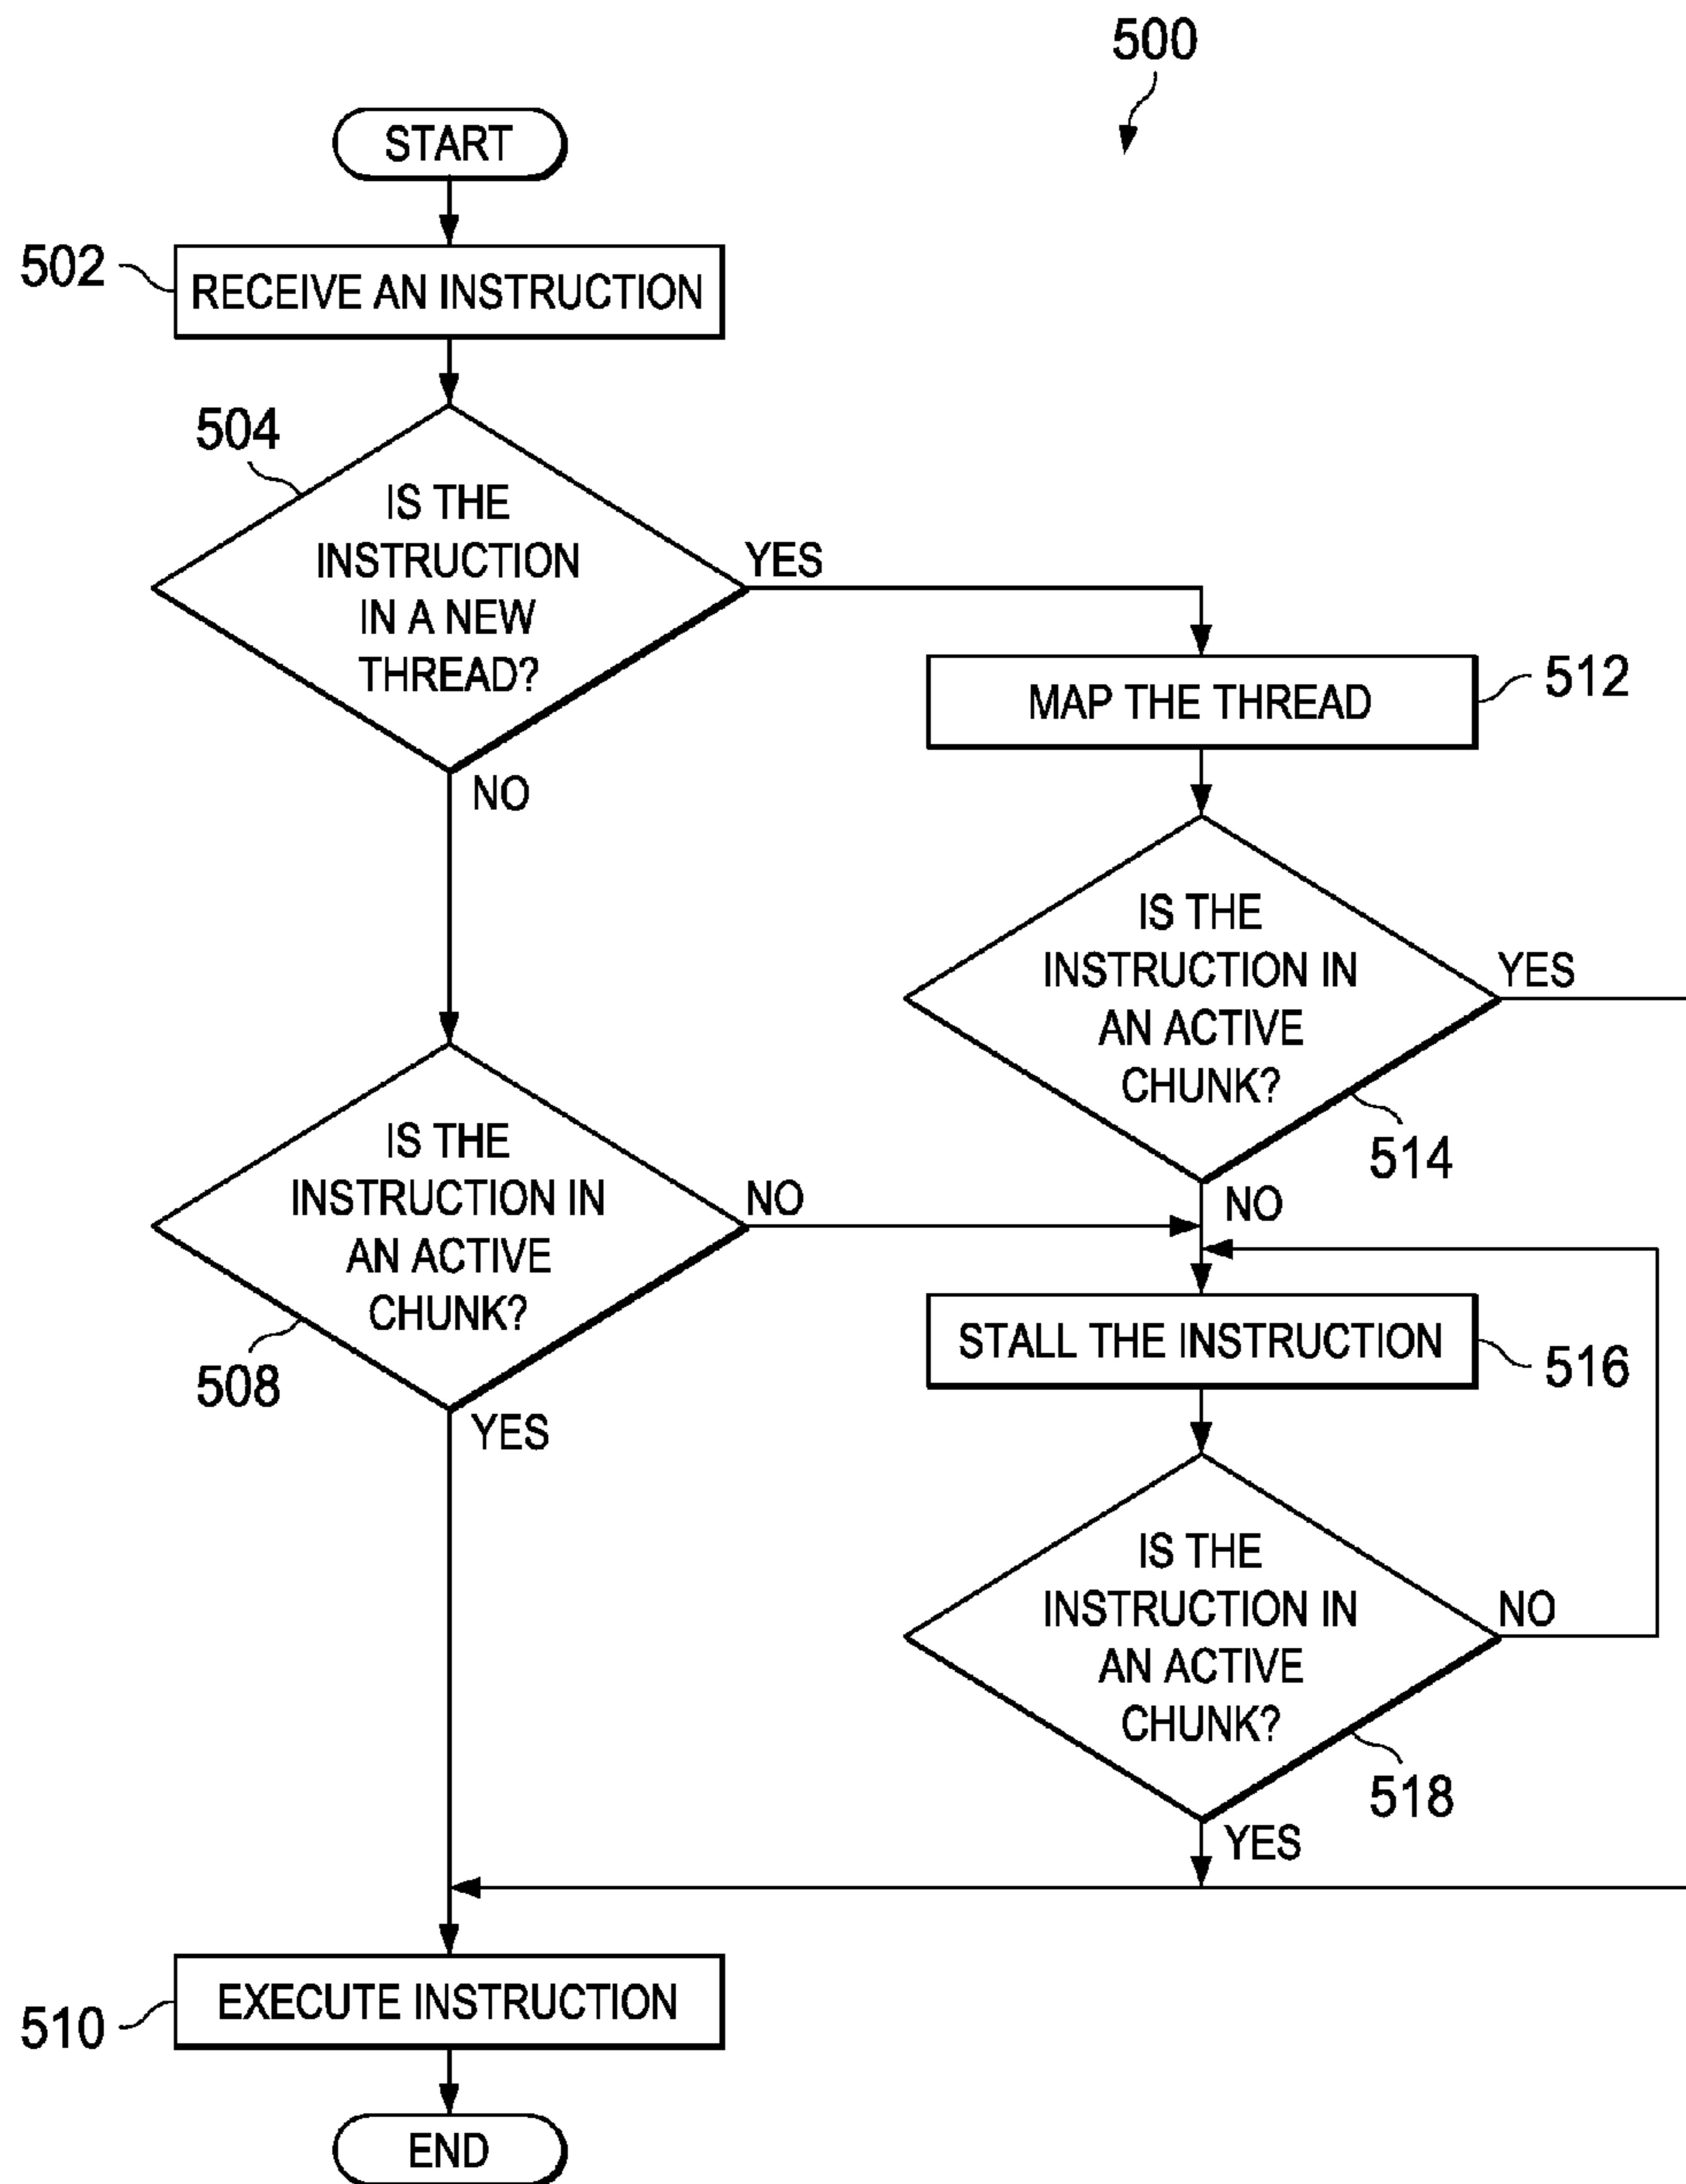 500
START
502
RECEIVE AN INSTRUCTION
504
IS THE
INSTRUCTION
IN A NEW
THREAD?
YES
NO
MAP THE THREAD
512
IS THE
INSTRUCTION IN
AN ACTIVE
CHUNK?
YES
514
NO
IS THE
INSTRUCTION IN
AN ACTIVE
CHUNK?
NO
508
YES
STALL THE INSTRUCTION
516
IS THE
INSTRUCTION IN
AN ACTIVE
CHUNK?
NO
518
YES
EXECUTE INSTRUCTION
510
END